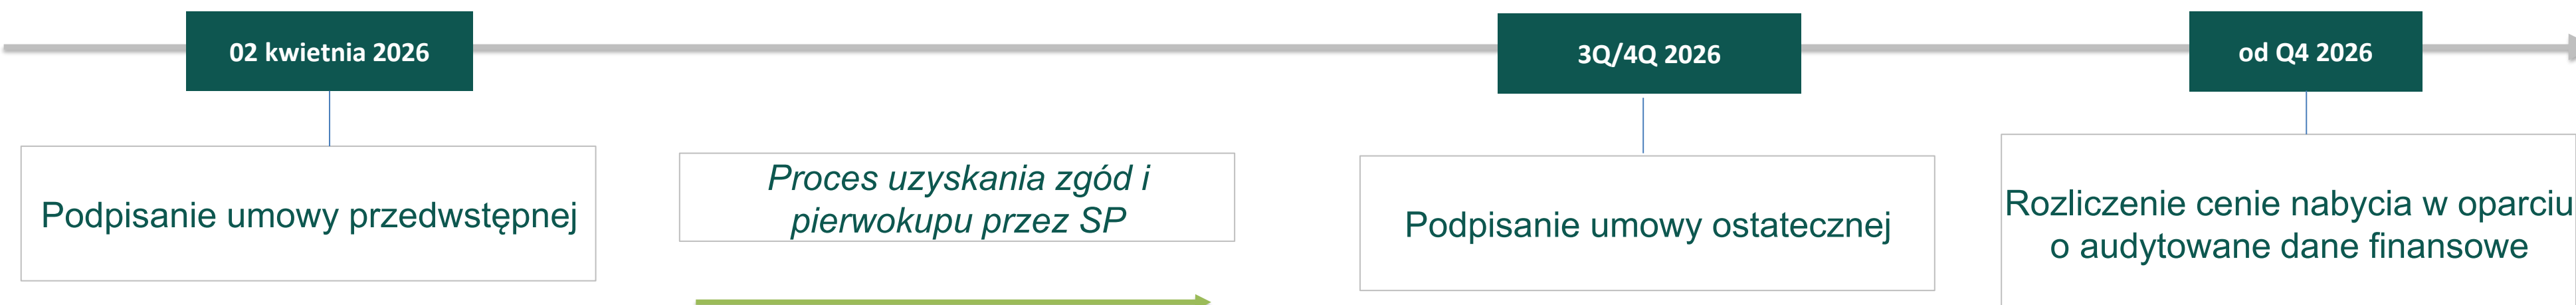 02 kwietnia 2026
3Q/4Q 2026
od Q4 2026
Podpisanie umowy przedwstępnej
Proces uzyskania zgód i
pierwokupu przez SP
Podpisanie umowy ostatecznej
Rozliczenie cenie nabycia w oparciu
o audytowane dane finansowe